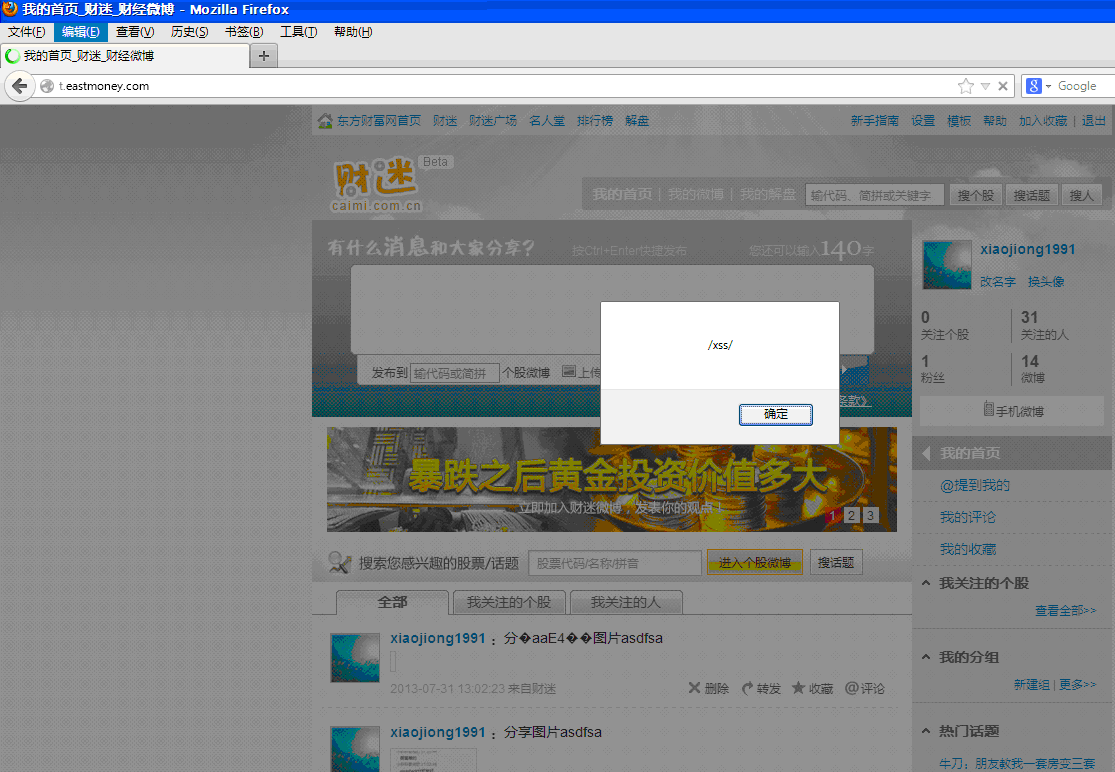 我的首页_财迷_财经微博 - Mozilla Firefox
文件(F) 编辑(E) 查看(V) 历史(S) 书签(B) 工具(T) 帮助(H)
我的首页_财迷_财经微博 +
t.eastmoney.com 8 Google
东方财富网首页 财迷 财迷广场 名人堂 排行榜 解盘 新手指南 设置 模板 帮助 加入收藏 | 退出
财迷 Beta
caimi.com.cn
我的首页 | 我的微博 | 我的解盘 输代码、简拼或关键字 搜个股 搜话题 搜人
有什么消息和大家分享? 按Ctrl+Enter快捷发布 您还可以输入140字
xiaojiong1991
改名字 换头像
0 31
关注个股 关注的人
1 14
粉丝 微博
手机微博
/xss/
确定
发布到 输代码或简拼 个股微博 上传
条款》
暴跌之后黄金投资价值多大
立即加入财迷微博，发表你的观点！
1 2 3
搜索您感兴趣的股票/话题 股票代码/名称/拼音 进入个股微博 搜话题
全部 我关注的个股 我关注的人
xiaojiong1991 ：分�aaE4��图片asdfsa
2013-07-31 13:02:23 来自财迷 删除 转发 收藏 @评论
xiaojiong1991 ：分享图片asdfsa
我的首页
@提到我的
我的评论
我的收藏
我关注的个股
查看全部>>
我的分组
新建组 | 更多>>
热门话题
牛刀：朋友敕我一套房变三套